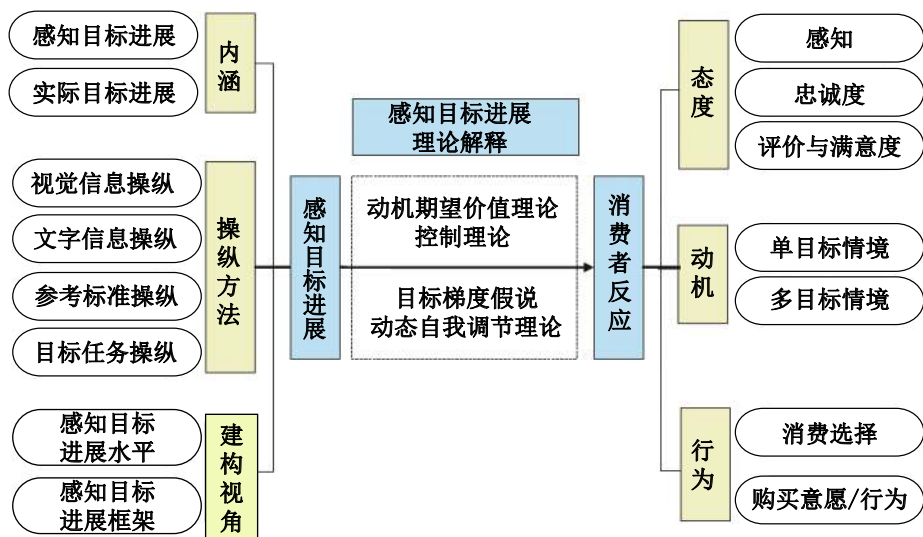 感知目标进展
实际目标进展
内涵
视觉信息操纵
文字信息操纵
参考标准操纵
目标任务操纵
操纵方法
感知目标
进展水平
感知目标
进展框架
建构视角
感知目标进展
感知目标进展
理论解释
动机期望价值理论
控制理论
目标梯度假说
动态自我调节理论
消费者反应
态度
感知
忠诚度
评价与满意度
动机
单目标情境
多目标情境
行为
消费选择
购买意愿/行为